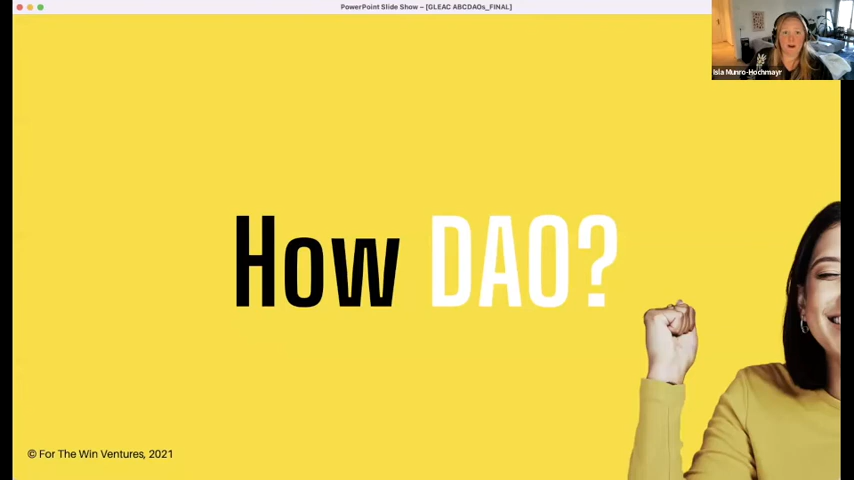 PowerPoint Slide Show – [GLEAC ABCDAOs_FINAL]
Isla Munro-Hochmayr
How DAO?
© For The Win Ventures, 2021